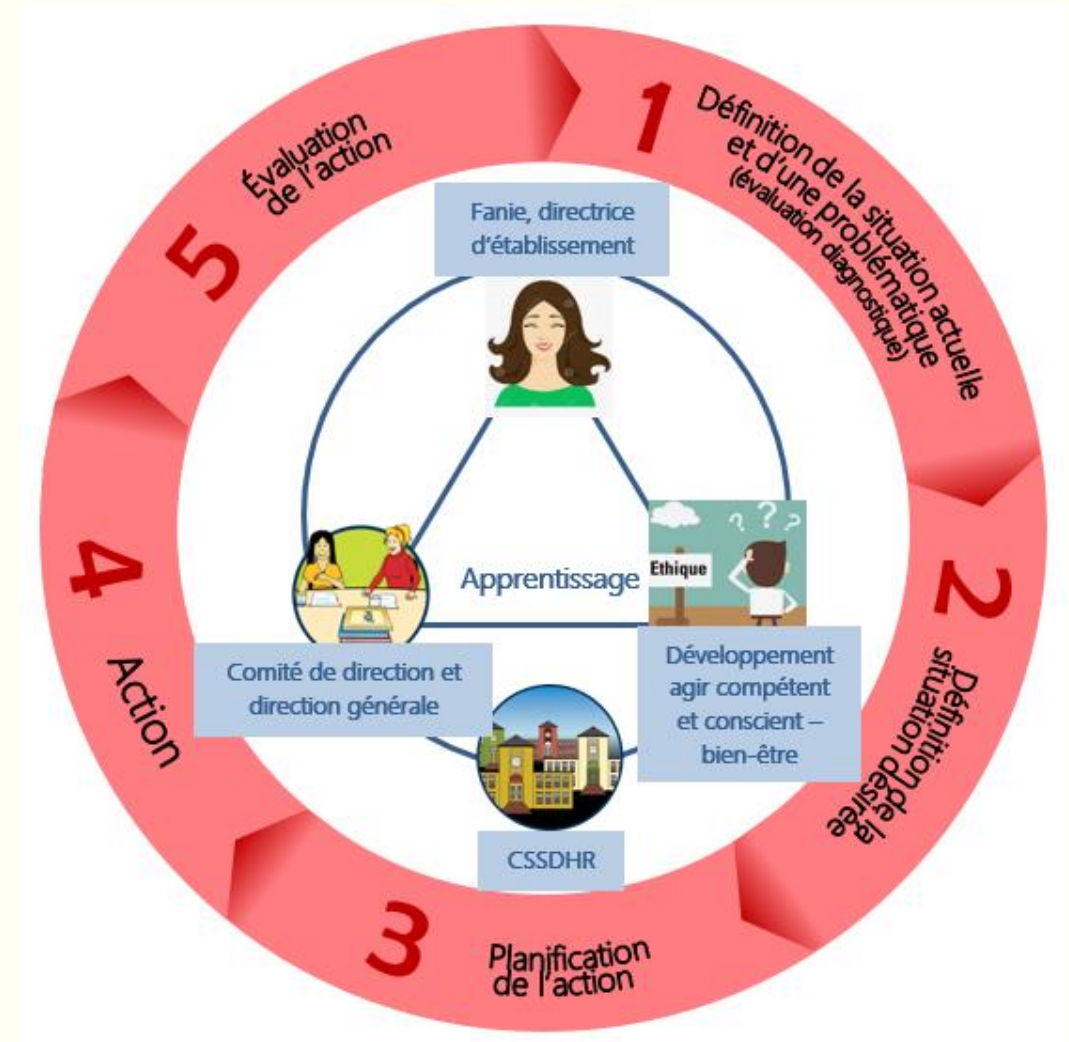 1
Définition de la situation actuelle
et d'une problématique
(évaluation diagnostique)
2
Définition de la
situation désirée
3
Planification
de l'action
4
Action
5
Évaluation
de l'action
Fanie, directrice
d'établissement
Apprentissage
Ethique
? ? ?
Comité de direction et
direction générale
Développement
agir compétent
et conscient –
bien-être
CSSDHR